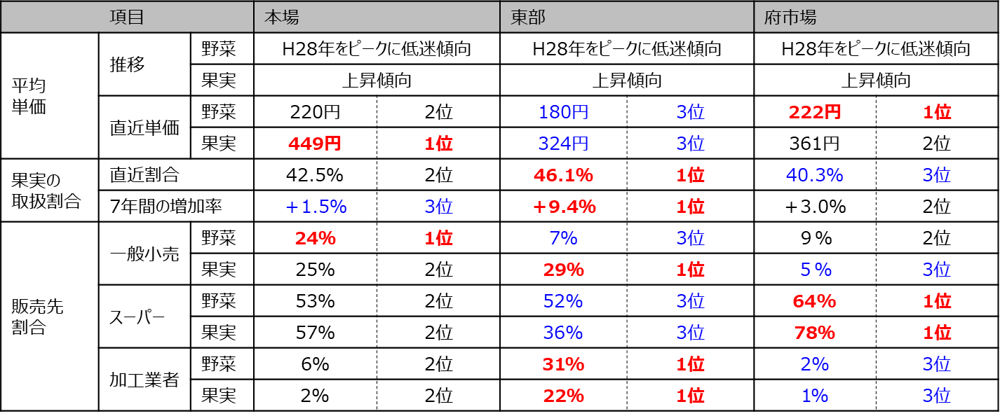 項目 本場 東部 府市場
平均
単価
推移 野菜 H28年をピークに低迷傾向 H28年をピークに低迷傾向 H28年をピークに低迷傾向
果実 上昇傾向 上昇傾向 上昇傾向
直近単価 野菜 220円 2位 180円 3位 222円 1位
果実 449円 1位 324円 3位 361円 2位
果実の
取扱割合
直近割合 42.5% 2位 46.1% 1位 40.3% 3位
7年間の増加率 +1.5% 3位 +9.4% 1位 +3.0% 2位
販売先
割合
一般小売 野菜 24% 1位 7% 3位 9% 2位
果実 25% 2位 29% 1位 5% 3位
スーパー 野菜 53% 2位 52% 3位 64% 1位
果実 57% 2位 36% 3位 78% 1位
加工業者 野菜 6% 2位 31% 1位 2% 3位
果実 2% 2位 22% 1位 1% 3位